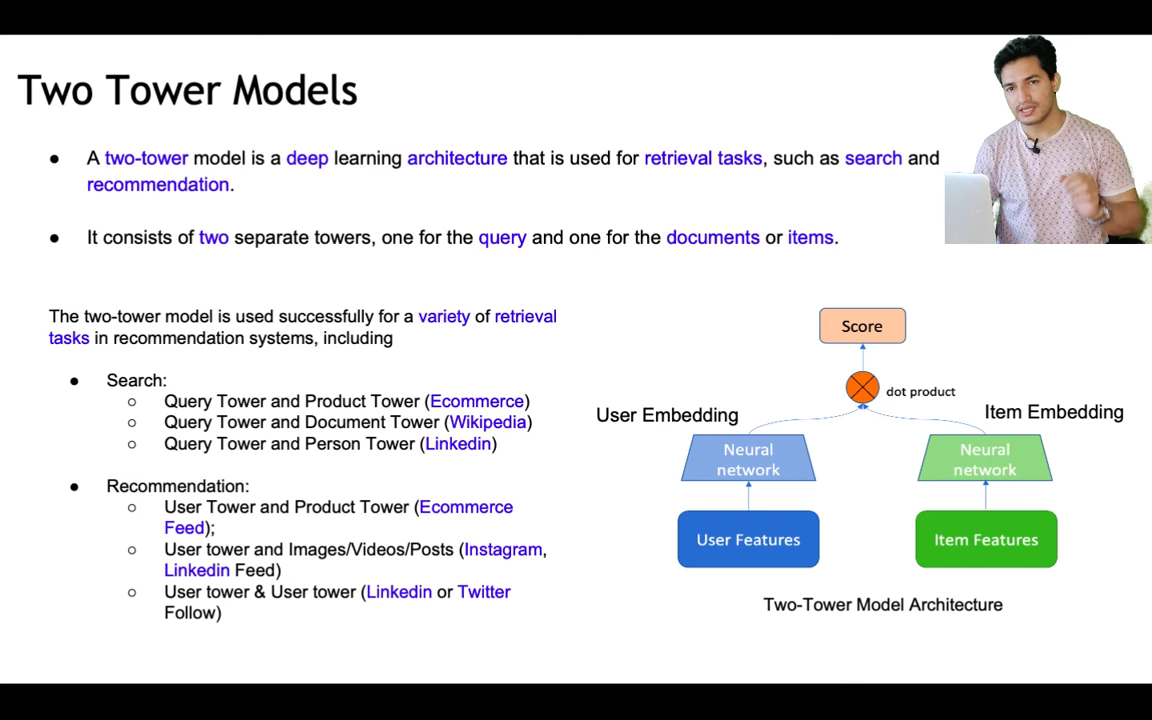 Two Tower Models
● A two-tower model is a deep learning architecture that is used for retrieval tasks, such as search and
recommendation.
● It consists of two separate towers, one for the query and one for the documents or items.
The two-tower model is used successfully for a variety of retrieval
tasks in recommendation systems, including
● Search:
○ Query Tower and Product Tower (Ecommerce)
○ Query Tower and Document Tower (Wikipedia)
○ Query Tower and Person Tower (Linkedin)
● Recommendation:
○ User Tower and Product Tower (Ecommerce
Feed);
○ User tower and Images/Videos/Posts (Instagram,
Linkedin Feed)
○ User tower & User tower (Linkedin or Twitter
Follow)
Score
dot product
User Embedding
Item Embedding
Neural
network
Neural
network
User Features
Item Features
Two-Tower Model Architecture